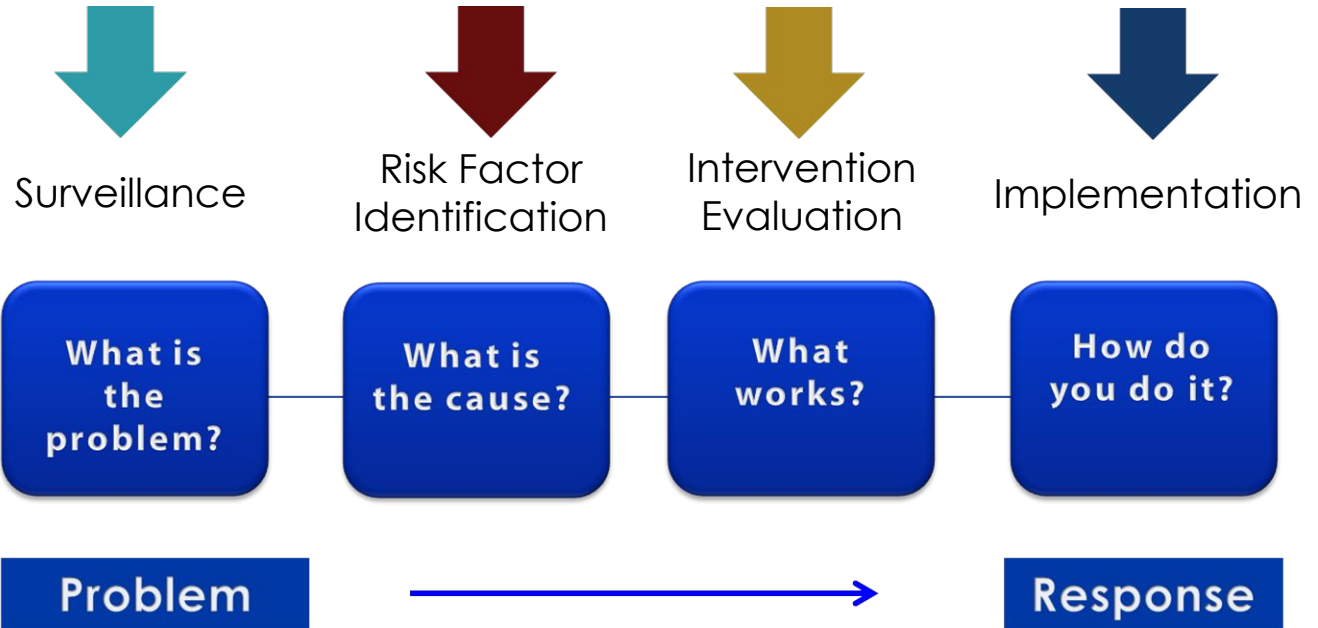 Surveillance
Risk Factor
Identification
Intervention
Evaluation
Implementation
What is
the
problem?
What is
the cause?
What
works?
How do
you do it?
Problem
Response